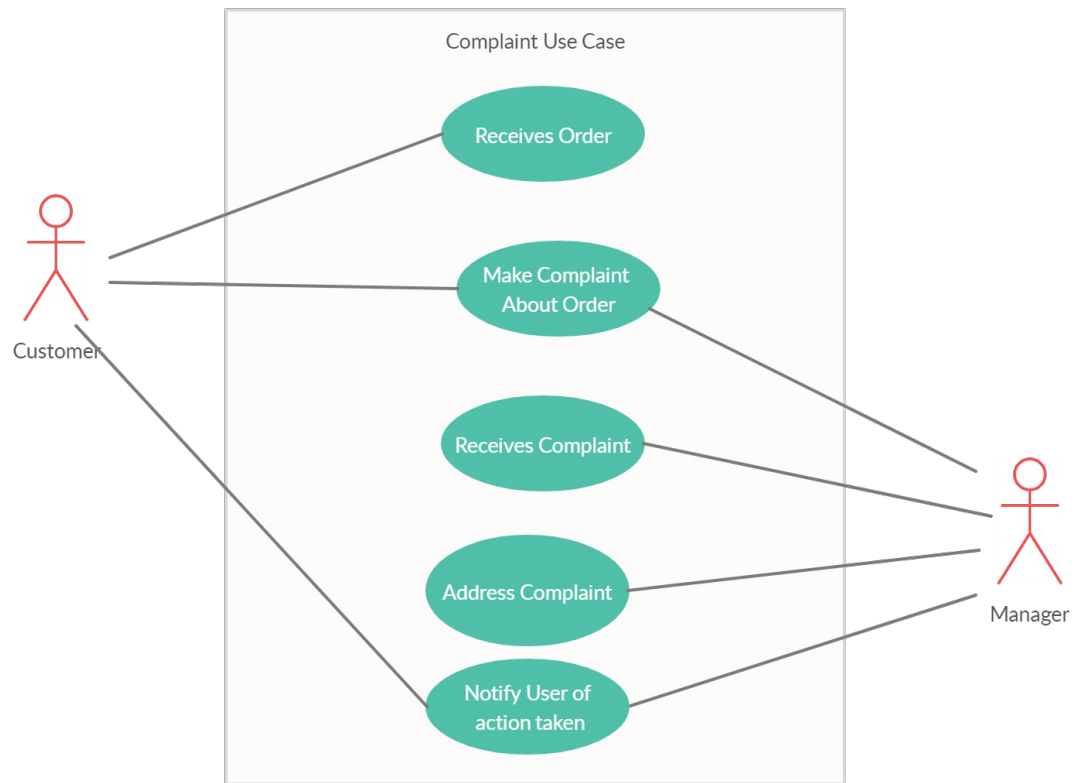 Complaint Use Case
Receives Order
Make Complaint
About Order
Customer
Receives Complaint
Address Complaint
Manager
Notify User of
action taken